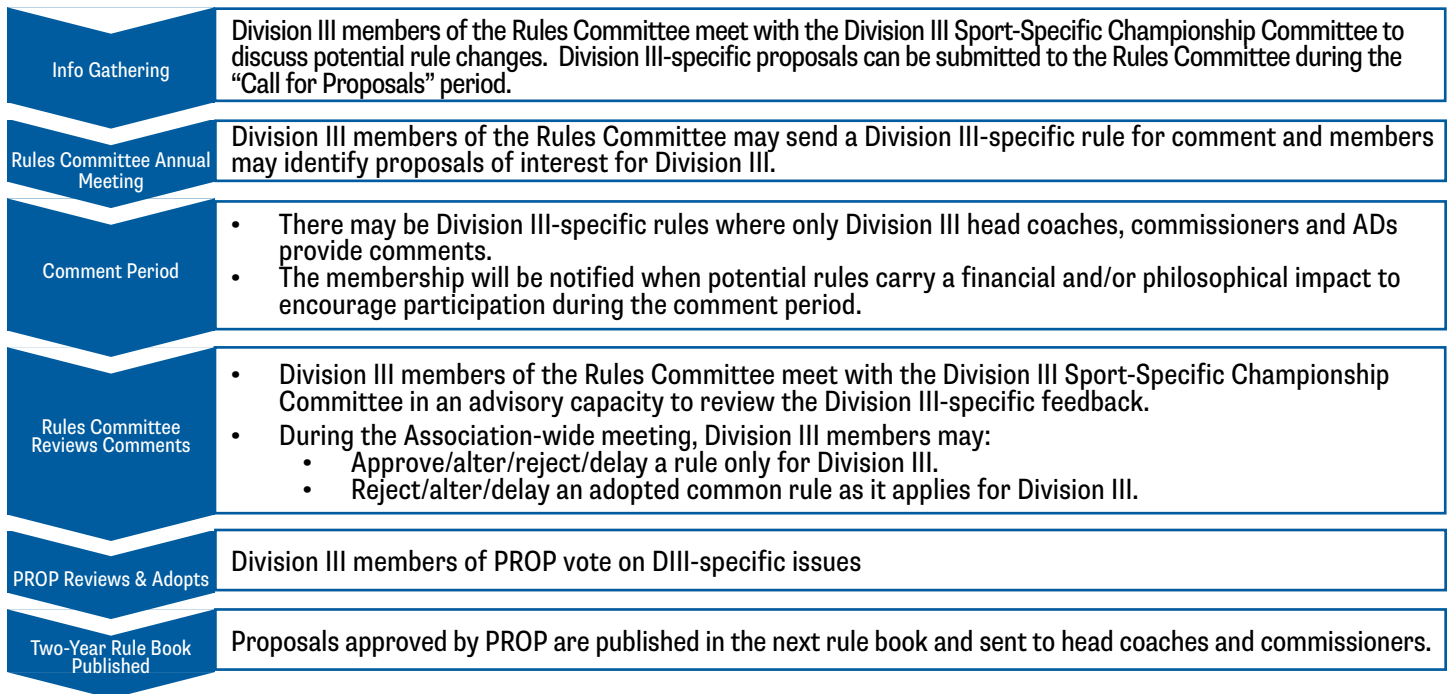 Info Gathering
Division III members of the Rules Committee meet with the Division III Sport-Specific Championship Committee to
discuss potential rule changes.  Division III-specific proposals can be submitted to the Rules Committee during the
“Call for Proposals” period.
Rules Committee Annual
Meeting
Division III members of the Rules Committee may send a Division III-specific rule for comment and members
may identify proposals of interest for Division III.
Comment Period
• There may be Division III-specific rules where only Division III head coaches, commissioners and ADs
provide comments.
• The membership will be notified when potential rules carry a financial and/or philosophical impact to
encourage participation during the comment period.
Rules Committee
Reviews Comments
• Division III members of the Rules Committee meet with the Division III Sport-Specific Championship
Committee in an advisory capacity to review the Division III-specific feedback.
• During the Association-wide meeting, Division III members may:
• Approve/alter/reject/delay a rule only for Division III.
• Reject/alter/delay an adopted common rule as it applies for Division III.
PROP Reviews & Adopts
Division III members of PROP vote on DIII-specific issues
Two-Year Rule Book
Published
Proposals approved by PROP are published in the next rule book and sent to head coaches and commissioners.